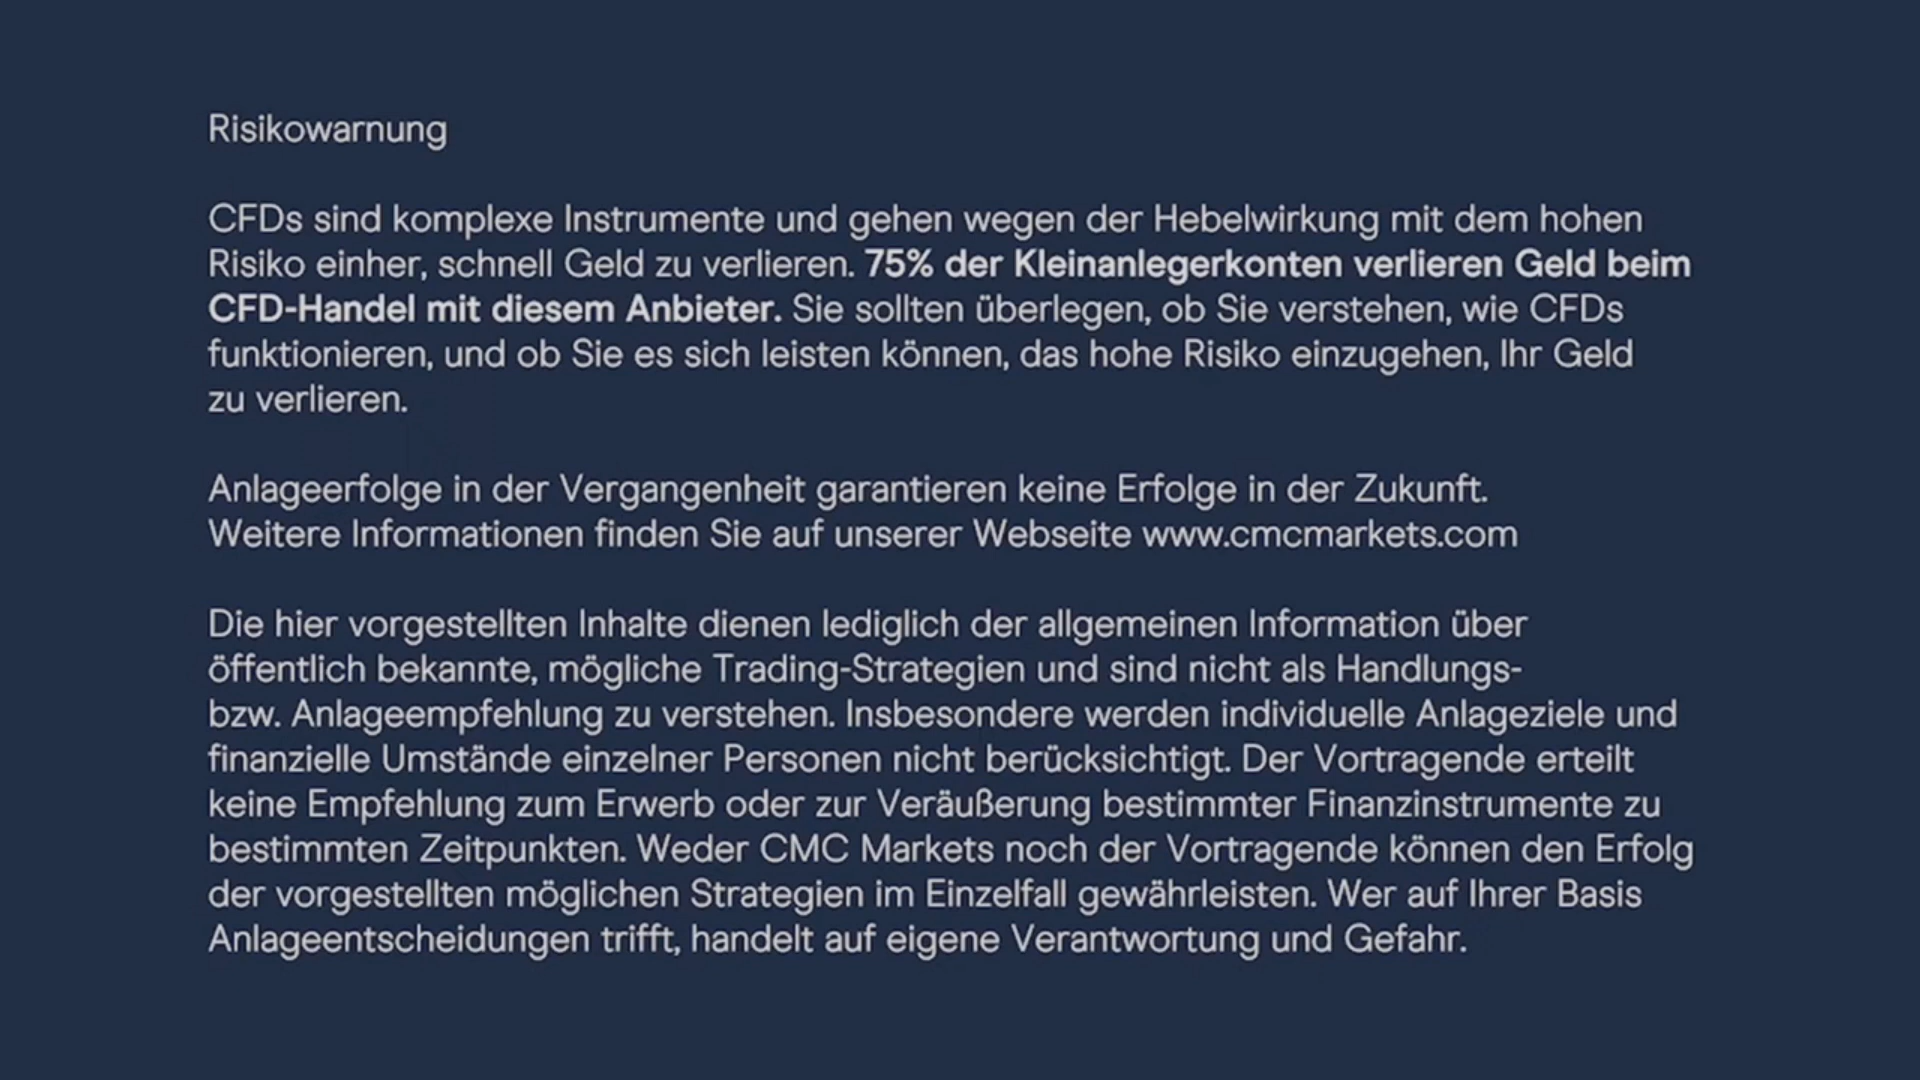 Risikowarnung
CFDs sind komplexe Instrumente und gehen wegen der Hebelwirkung mit dem hohen
Risiko einher, schnell Geld zu verlieren. 75% der Kleinanlegerkonten verlieren Geld beim
CFD-Handel mit diesem Anbieter. Sie sollten überlegen, ob Sie verstehen, wie CFDs
funktionieren, und ob Sie es sich leisten können, das hohe Risiko einzugehen, Ihr Geld
zu verlieren.
Anlageerfolge in der Vergangenheit garantieren keine Erfolge in der Zukunft.
Weitere Informationen finden Sie auf unserer Webseite www.cmcmarkets.com
Die hier vorgestellten Inhalte dienen lediglich der allgemeinen Information über
öffentlich bekannte, mögliche Trading-Strategien und sind nicht als Handlungs-
bzw. Anlageempfehlung zu verstehen. Insbesondere werden individuelle Anlageziele und
finanzielle Umstände einzelner Personen nicht berücksichtigt. Der Vortragende erteilt
keine Empfehlung zum Erwerb oder zur Veräußerung bestimmter Finanzinstrumente zu
bestimmten Zeitpunkten. Weder CMC Markets noch der Vortragende können den Erfolg
der vorgestellten möglichen Strategien im Einzelfall gewährleisten. Wer auf Ihrer Basis
Anlageentscheidungen trifft, handelt auf eigene Verantwortung und Gefahr.